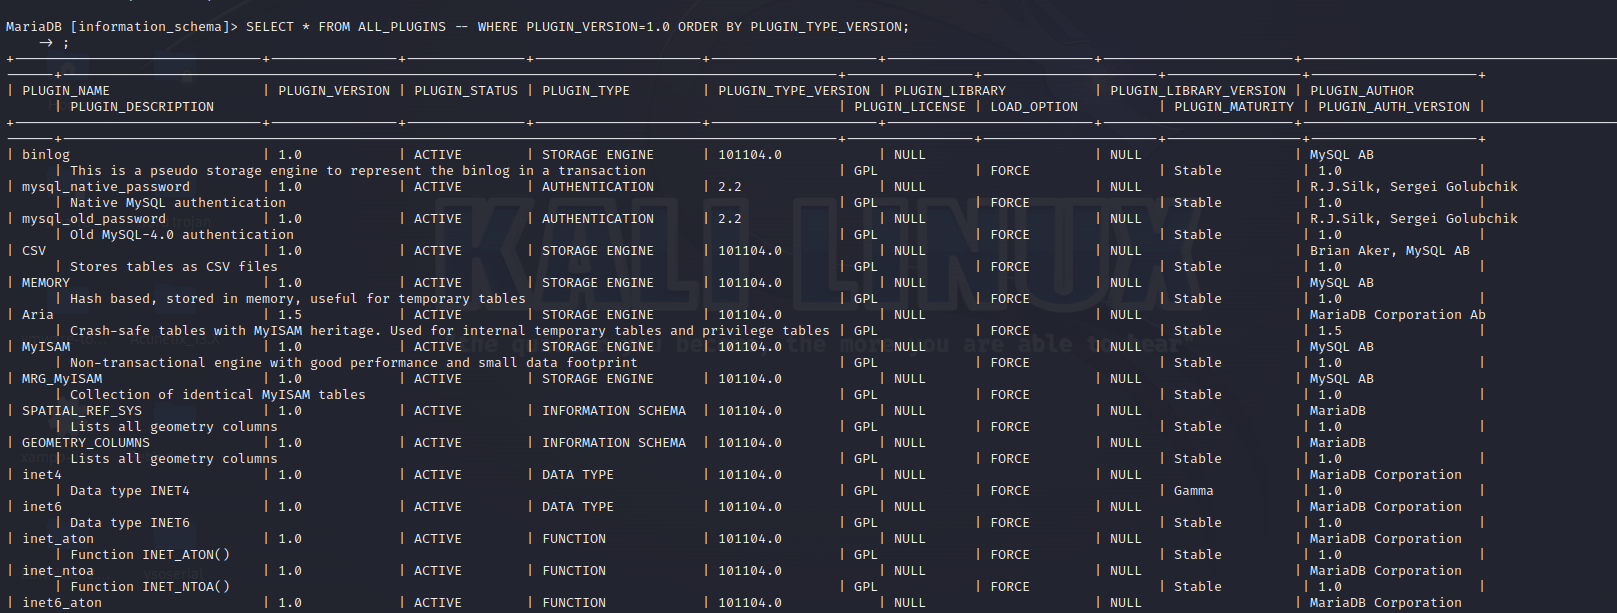 MariaDB [information_schema]> SELECT * FROM ALL_PLUGINS -- WHERE PLUGIN_VERSION=1.0 ORDER BY PLUGIN_TYPE_VERSION;
    -> ;
| PLUGIN_NAME | PLUGIN_VERSION | PLUGIN_STATUS | PLUGIN_TYPE | PLUGIN_TYPE_VERSION | PLUGIN_LIBRARY | PLUGIN_LIBRARY_VERSION | PLUGIN_AUTHOR
| PLUGIN_DESCRIPTION | PLUGIN_LICENSE | LOAD_OPTION | PLUGIN_MATURITY | PLUGIN_AUTH_VERSION |
| binlog | 1.0 | ACTIVE | STORAGE ENGINE | 101104.0 | NULL | NULL | MySQL AB
| This is a pseudo storage engine to represent the binlog in a transaction | GPL | FORCE | Stable | 1.0 |
| mysql_native_password | 1.0 | ACTIVE | AUTHENTICATION | 2.2 | NULL | NULL | R.J.Silk, Sergei Golubchik
| Native MySQL authentication | GPL | FORCE | Stable | 1.0 |
| mysql_old_password | 1.0 | ACTIVE | AUTHENTICATION | 2.2 | NULL | NULL | R.J.Silk, Sergei Golubchik
| Old MySQL-4.0 authentication | GPL | FORCE | Stable | 1.0 |
| CSV | 1.0 | ACTIVE | STORAGE ENGINE | 101104.0 | NULL | NULL | Brian Aker, MySQL AB
| Stores tables as CSV files | GPL | FORCE | Stable | 1.0 |
| MEMORY | 1.0 | ACTIVE | STORAGE ENGINE | 101104.0 | NULL | NULL | MySQL AB
| Hash based, stored in memory, useful for temporary tables | GPL | FORCE | Stable | 1.0 |
| Aria | 1.5 | ACTIVE | STORAGE ENGINE | 101104.0 | NULL | NULL | MariaDB Corporation Ab
| Crash-safe tables with MyISAM heritage. Used for internal temporary tables and privilege tables | GPL | FORCE | Stable | 1.5 |
| MyISAM | 1.0 | ACTIVE | STORAGE ENGINE | 101104.0 | NULL | NULL | MySQL AB
| Non-transactional engine with good performance and small data footprint | GPL | FORCE | Stable | 1.0 |
| MRG_MyISAM | 1.0 | ACTIVE | STORAGE ENGINE | 101104.0 | NULL | NULL | MySQL AB
| Collection of identical MyISAM tables | GPL | FORCE | Stable | 1.0 |
| SPATIAL_REF_SYS | 1.0 | ACTIVE | INFORMATION SCHEMA | 101104.0 | NULL | NULL | MariaDB
| Lists all geometry columns | GPL | FORCE | Stable | 1.0 |
| GEOMETRY_COLUMNS | 1.0 | ACTIVE | INFORMATION SCHEMA | 101104.0 | NULL | NULL | MariaDB
| Lists all geometry columns | GPL | FORCE | Stable | 1.0 |
| inet4 | 1.0 | ACTIVE | DATA TYPE | 101104.0 | NULL | NULL | MariaDB Corporation
| Data type INET4 | GPL | FORCE | Gamma | 1.0 |
| inet6 | 1.0 | ACTIVE | DATA TYPE | 101104.0 | NULL | NULL | MariaDB Corporation
| Data type INET6 | GPL | FORCE | Stable | 1.0 |
| inet_aton | 1.0 | ACTIVE | FUNCTION | 101104.0 | NULL | NULL | MariaDB Corporation
| Function INET_ATON() | GPL | FORCE | Stable | 1.0 |
| inet_ntoa | 1.0 | ACTIVE | FUNCTION | 101104.0 | NULL | NULL | MariaDB Corporation
| Function INET_NTOA() | GPL | FORCE | Stable | 1.0 |
| inet6_aton | 1.0 | ACTIVE | FUNCTION | 101104.0 | NULL | NULL | MariaDB Corporation
KALI LINUX